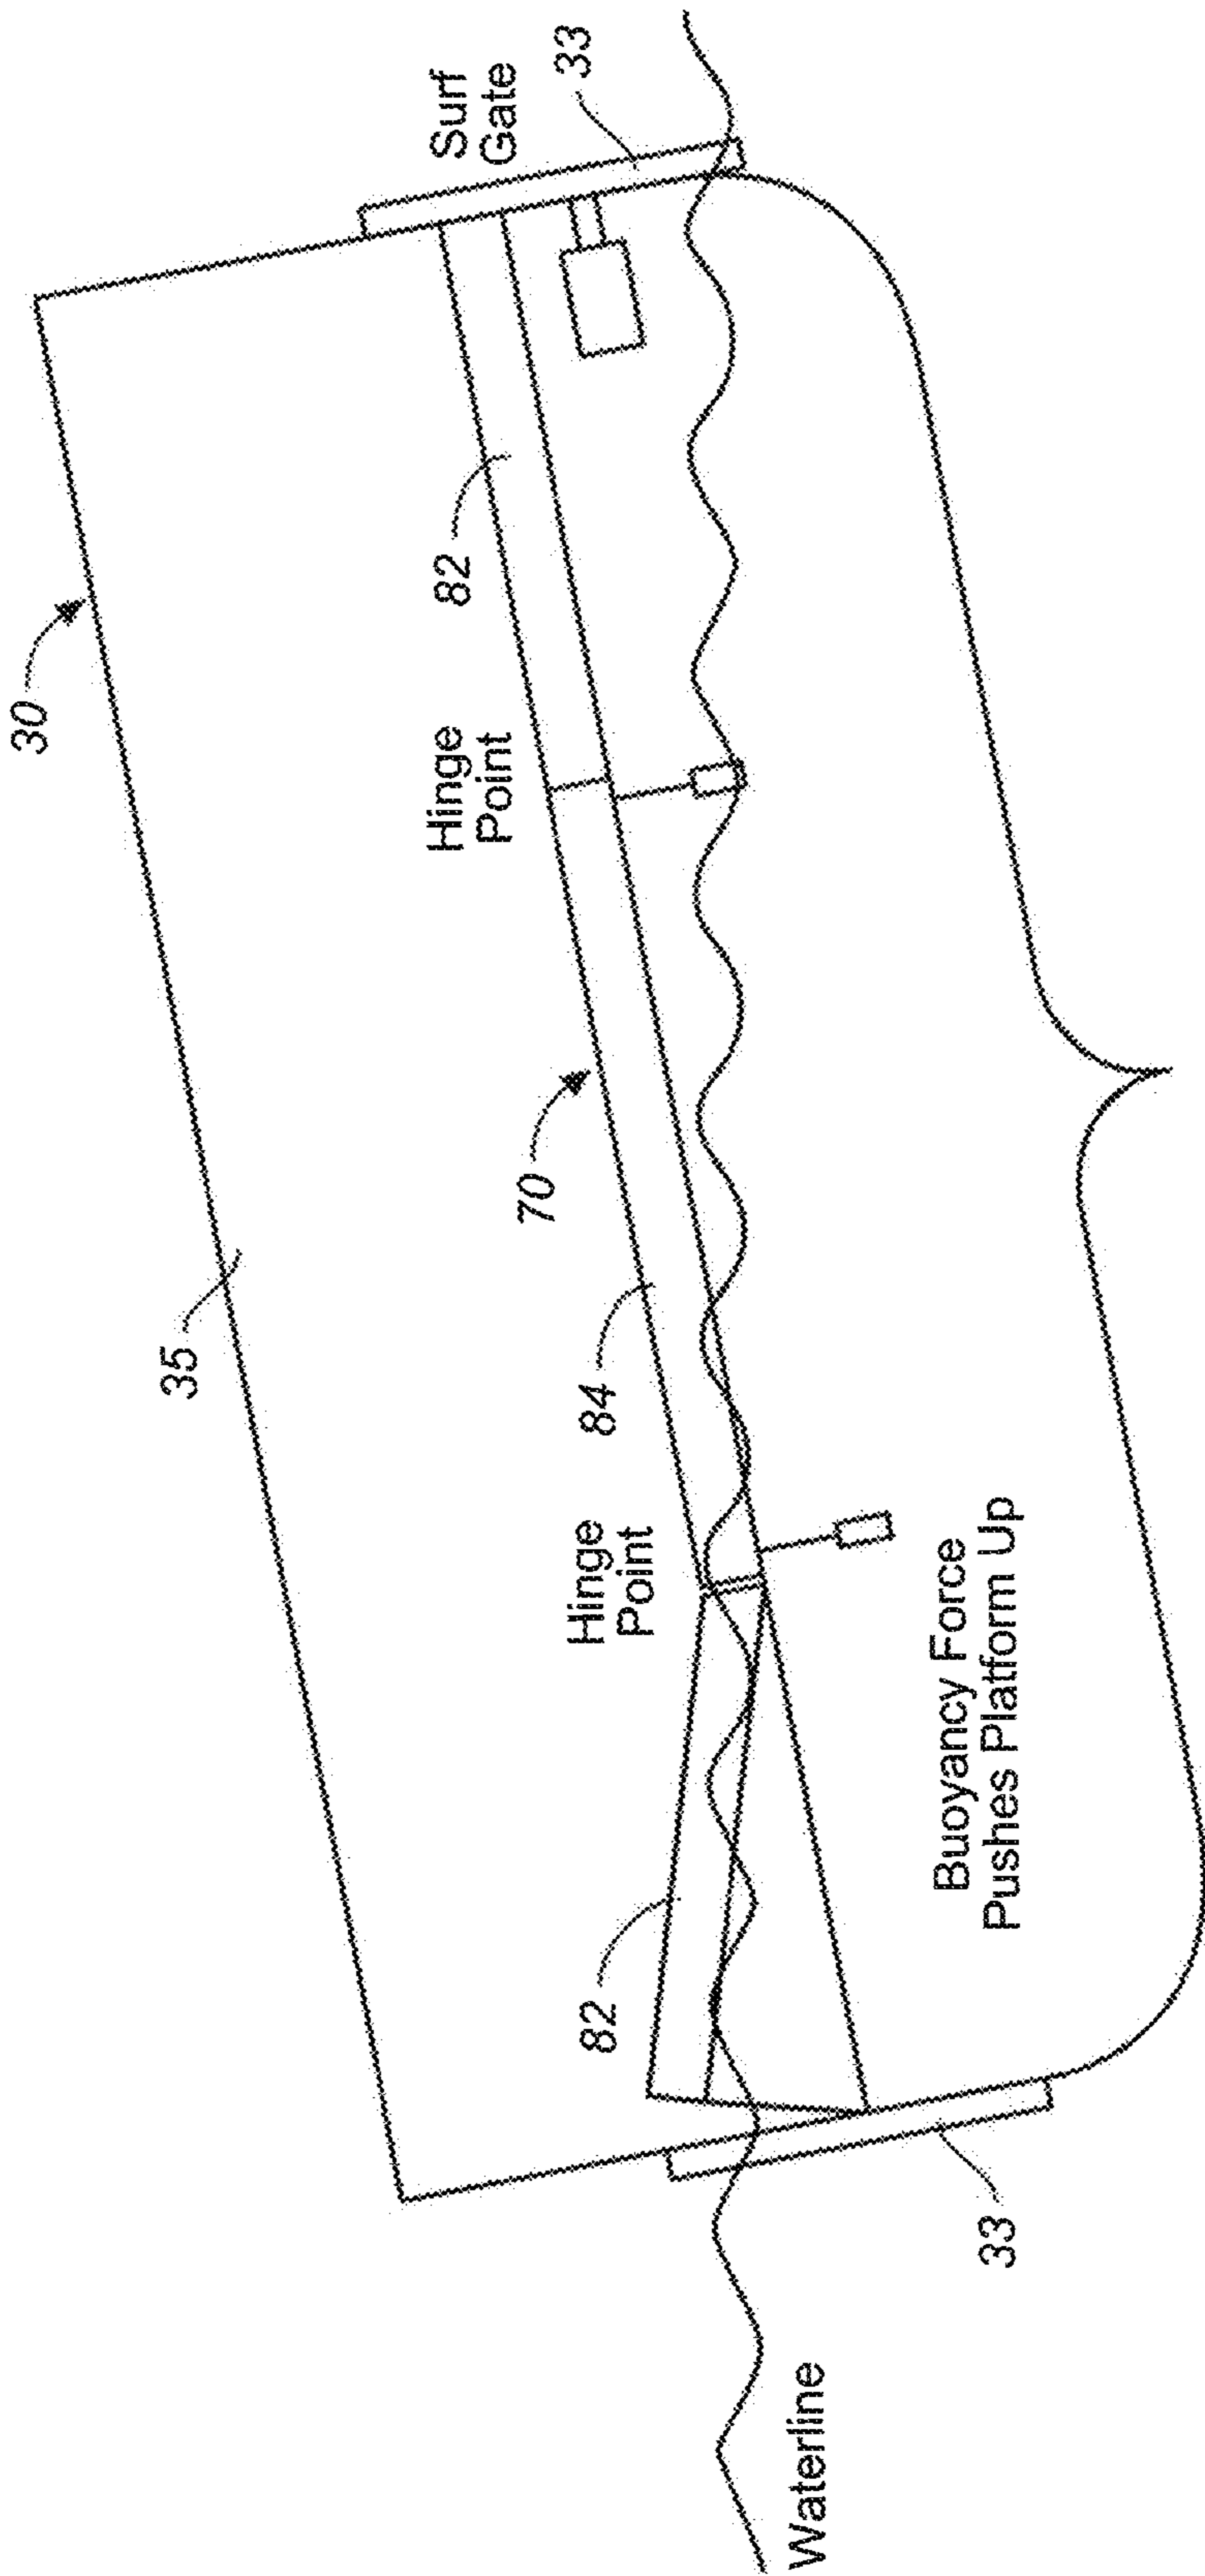 30
35
Surf
Gate
33
82
Hinge
Point
70
84
Hinge
Point
82
Waterline
33
Buoyancy Force
Pushes Platform Up